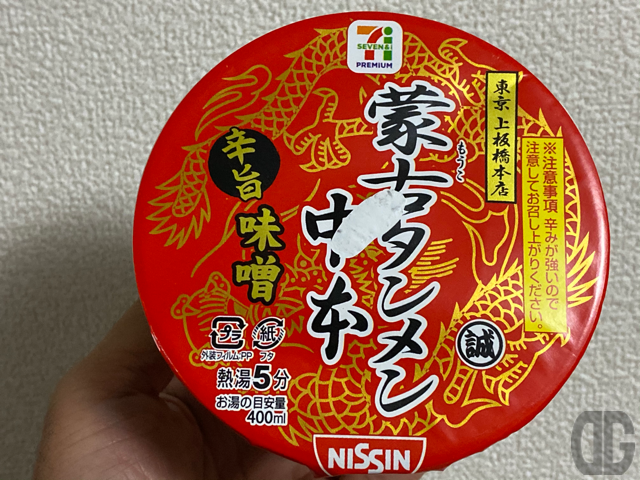 SEVEN&i
PREMIUM
東京 上板橋本店
蒙古タンメン
もうこ
中本
※注意事項 辛みが強いので
注意してお召し上がりください。
辛旨
味噌
誠
プラ
紙
外装フィルム:PP
フタ
熱湯5分
お湯の目安量
400ml
NISSIN